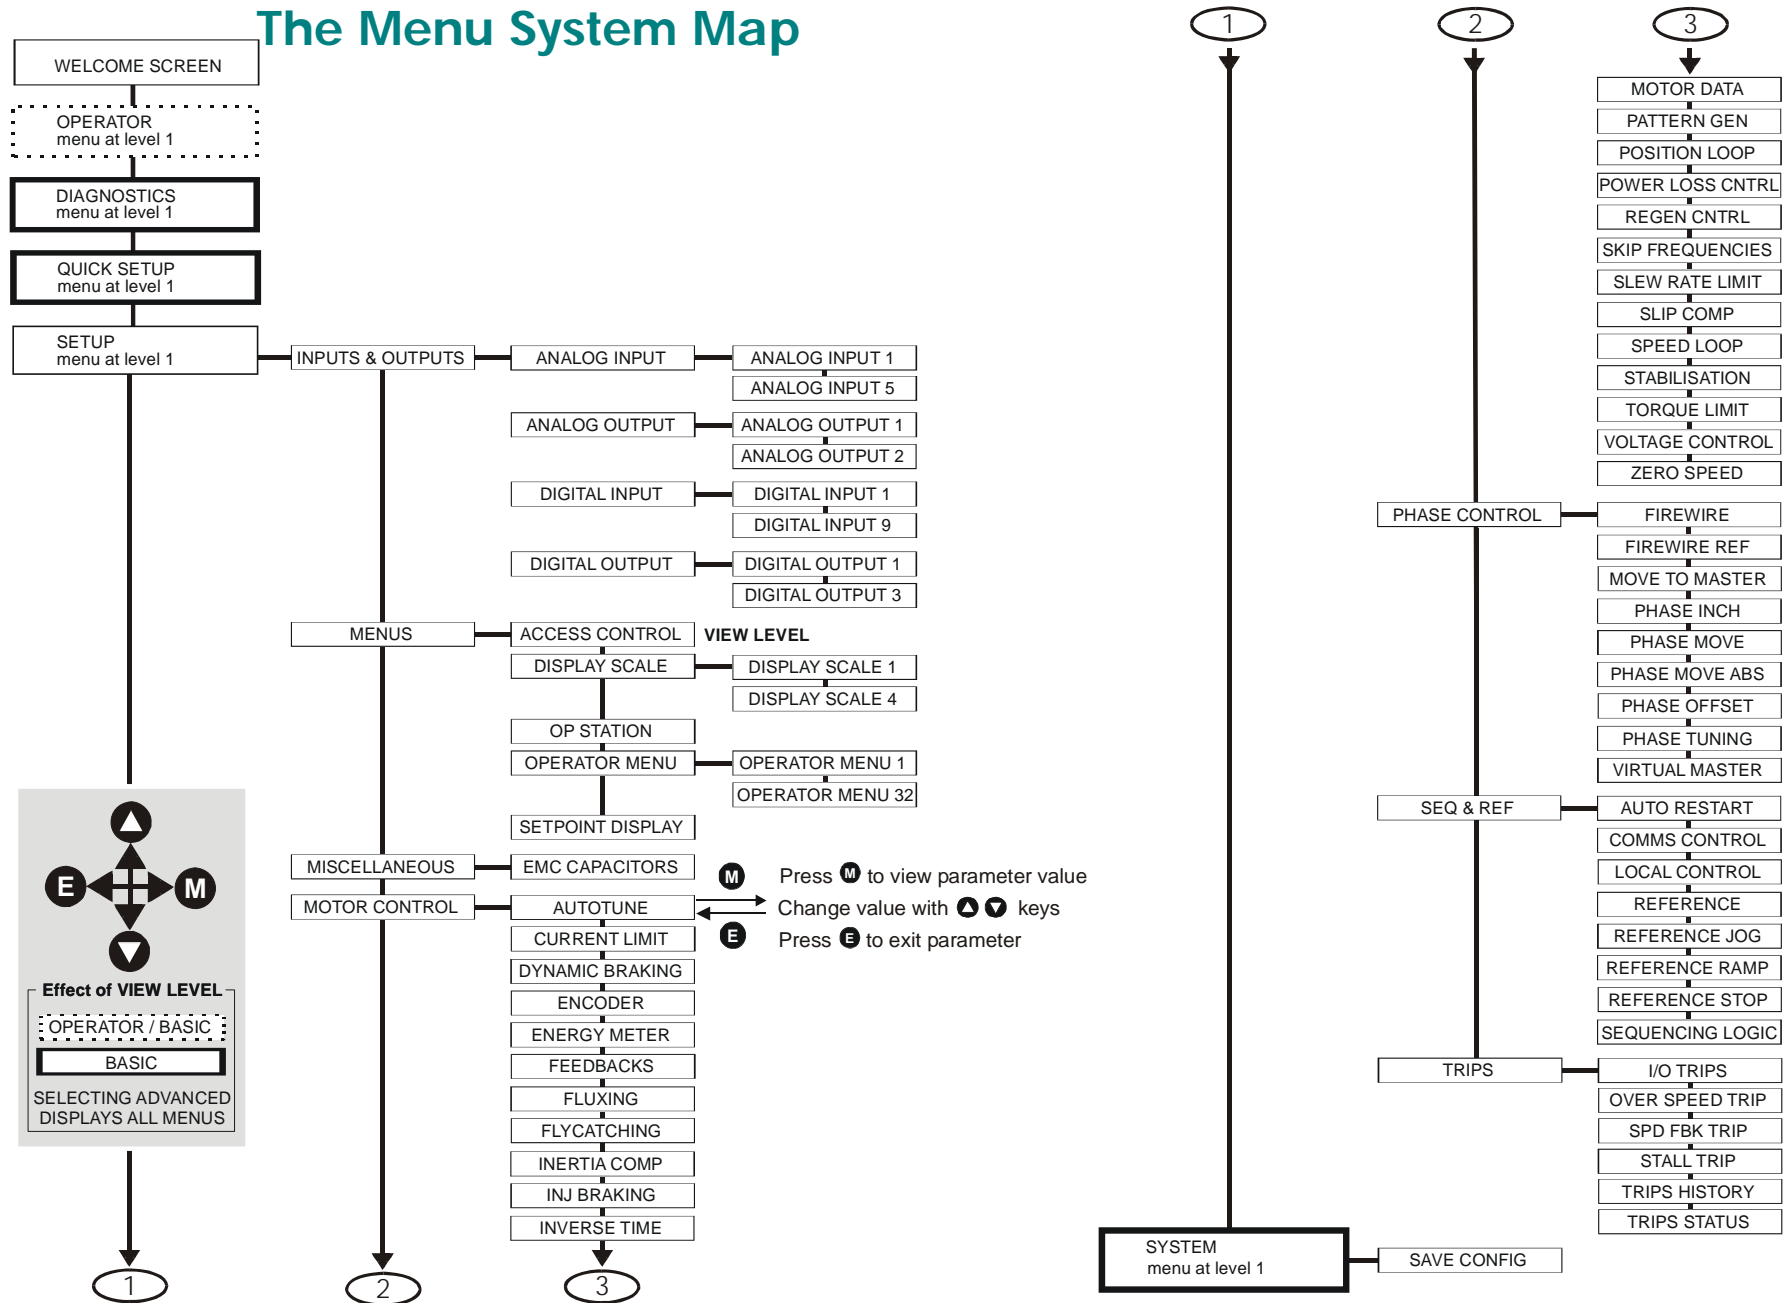 The Menu System Map
WELCOME SCREEN
OPERATOR
menu at level 1
DIAGNOSTICS
menu at level 1
QUICK SETUP
menu at level 1
SETUP
menu at level 1
INPUTS & OUTPUTS
ANALOG INPUT
ANALOG INPUT 1
ANALOG INPUT 5
ANALOG OUTPUT
ANALOG OUTPUT 1
ANALOG OUTPUT 2
DIGITAL INPUT
DIGITAL INPUT 1
DIGITAL INPUT 9
DIGITAL OUTPUT
DIGITAL OUTPUT 1
DIGITAL OUTPUT 3
MENUS
ACCESS CONTROL
VIEW LEVEL
DISPLAY SCALE
DISPLAY SCALE 1
DISPLAY SCALE 4
OP STATION
OPERATOR MENU
OPERATOR MENU 1
OPERATOR MENU 32
SETPOINT DISPLAY
MISCELLANEOUS
EMC CAPACITORS
MOTOR CONTROL
AUTOTUNE
M Press M to view parameter value
Change value with keys
E Press E to exit parameter
CURRENT LIMIT
DYNAMIC BRAKING
ENCODER
ENERGY METER
FEEDBACKS
FLUXING
FLYCATCHING
INERTIA COMP
INJ BRAKING
INVERSE TIME
E
M
Effect of VIEW LEVEL
OPERATOR / BASIC
BASIC
SELECTING ADVANCED
DISPLAYS ALL MENUS
1
2
3
1
2
3
MOTOR DATA
PATTERN GEN
POSITION LOOP
POWER LOSS CNTRL
REGEN CNTRL
SKIP FREQUENCIES
SLEW RATE LIMIT
SLIP COMP
SPEED LOOP
STABILISATION
TORQUE LIMIT
VOLTAGE CONTROL
ZERO SPEED
PHASE CONTROL
FIREWIRE
FIREWIRE REF
MOVE TO MASTER
PHASE INCH
PHASE MOVE
PHASE MOVE ABS
PHASE OFFSET
PHASE TUNING
VIRTUAL MASTER
SEQ & REF
AUTO RESTART
COMMS CONTROL
LOCAL CONTROL
REFERENCE
REFERENCE JOG
REFERENCE RAMP
REFERENCE STOP
SEQUENCING LOGIC
TRIPS
I/O TRIPS
OVER SPEED TRIP
SPD FBK TRIP
STALL TRIP
TRIPS HISTORY
TRIPS STATUS
SYSTEM
menu at level 1
SAVE CONFIG